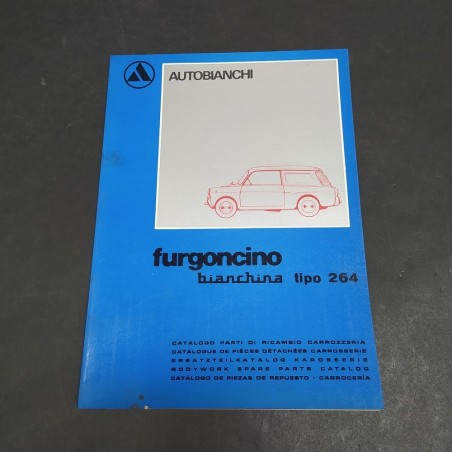 AUTOBIANCHI
furgoncino
bianchina tipo 264
CATALOGO PARTI DI RICAMBIO CARROZZERIA
CATALOGUE DE PIÈCES DÉTACHÉES CARROSSERIE
ERSATZTEILKATALOG KAROSSERIE
BODYWORK SPARE PARTS CATALOG
CATÁLOGO DE PIEZAS DE REPUESTO - CARROCERÍA